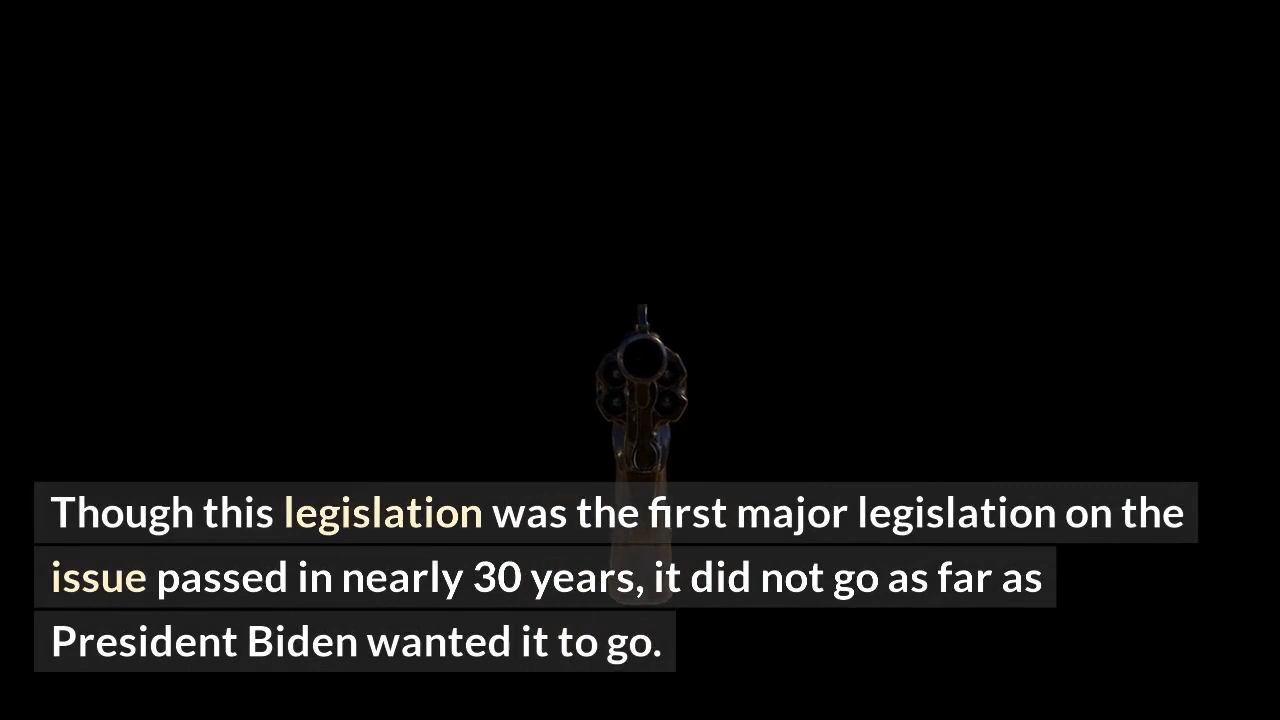 Though this legislation was the first major legislation on the
issue passed in nearly 30 years, it did not go as far as
President Biden wanted it to go.